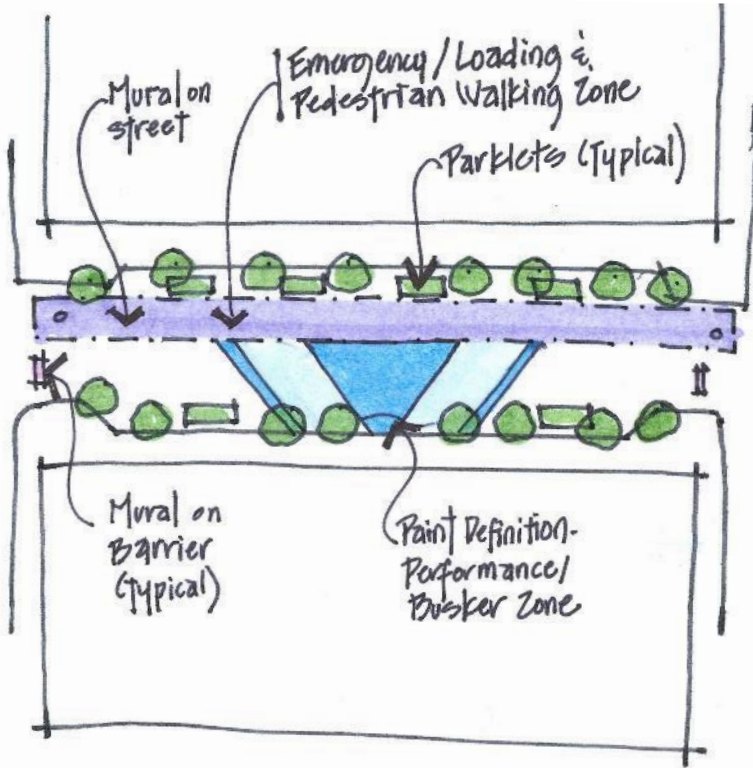 Mural on
street
Emergency / Loading &
Pedestrian Walking Zone
Parklets (Typical)
Mural on
Barrier
(Typical)
Paint Definition-
Performance/
Busker Zone